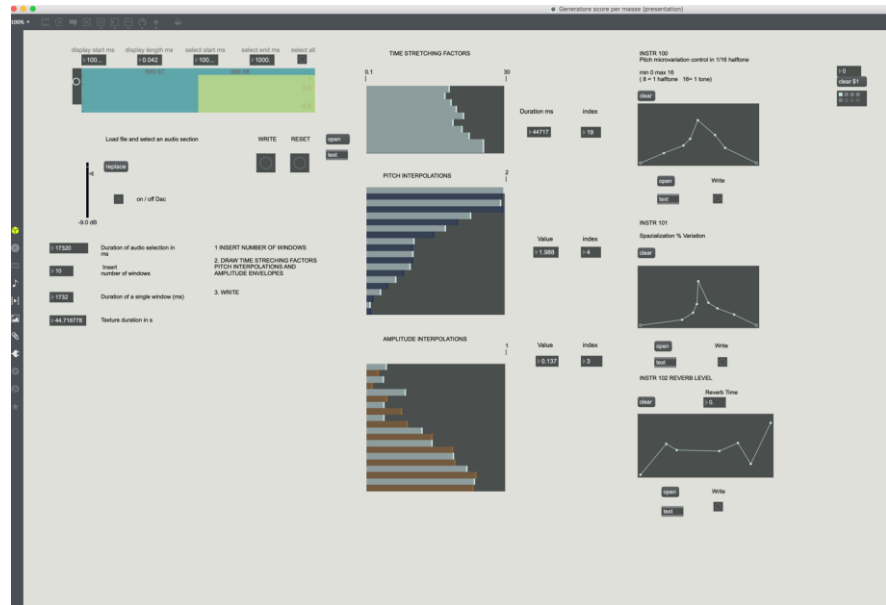 Generatore score per masse (presentation)
100%
display start ms display length ms select start ms select end ms select all
100... 0.042 100... 1000.
Load file and select an audio section WRITE RESET open
text
replace
on / off Dac
-9.0 dB
17320 Duration of audio selection in
ms
10 Insert
number of windows
1732 Duration of a single window (ms)
44.716778 Texture duration in s
1 INSERT NUMBER OF WINDOWS
2. DRAW TIME STRECHING FACTORS
PITCH INTERPOLATIONS AND
AMPLITUDE ENVELOPES
3. WRITE
TIME STRETCHING FACTORS
0.1 30
Duration ms index
44717 19
PITCH INTERPOLATIONS
2
Value index
1.988 4
AMPLITUDE INTERPOLATIONS
1
Value index
0.137 3
INSTR 100
Pitch microvariation control in 1/16 halftone
min 0 max 16
( 8 = 1 halftone 16= 1 tone)
clear
open Write
text
INSTR 101
Spazialization % Variation
clear
open Write
text
INSTR 102 REVERB LEVEL
Reverb Time
clear 0.
open Write
text
0
clear $1